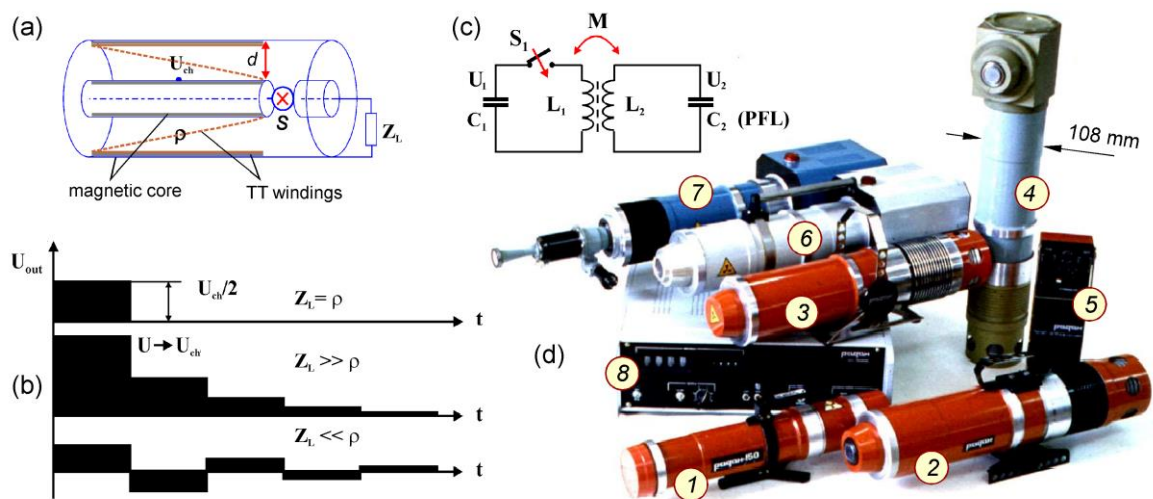 (a)
d
U_ch
S
ρ
Z_L
magnetic core
TT windings
(c)
M
S₁
U₁
L₁
L₂
U₂
C₁
C₂ (PFL)
U_out
U_ch/2
Z_L = ρ
t
U → U_ch
Z_L >> ρ
t
(b)
Z_L << ρ
t
108 mm
7
4
6
3
5
(d)
8
1
2